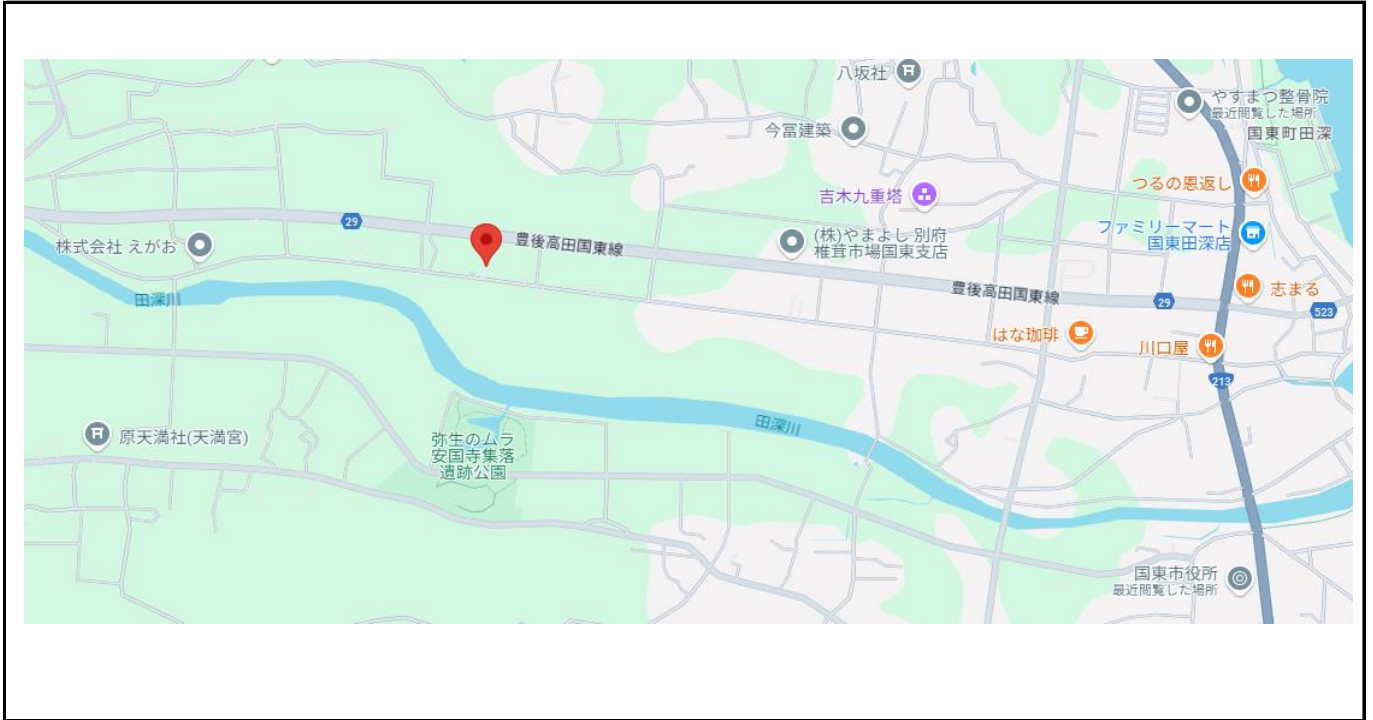 八坂社
やすまつ整骨院
最近閲覧した場所
国東町田深
今冨建築
つるの恩返し
吉木九重塔
ファミリーマート
国東田深店
29
株式会社 えがお
豊後高田国東線
(株)やまよし 別府
椎茸市場国東支店
志まる
豊後高田国東線
29
523
田深川
はな珈琲
川口屋
213
原天満社(天満宮)
弥生のムラ
安国寺集落
遺跡公園
田深川
国東市役所
最近閲覧した場所